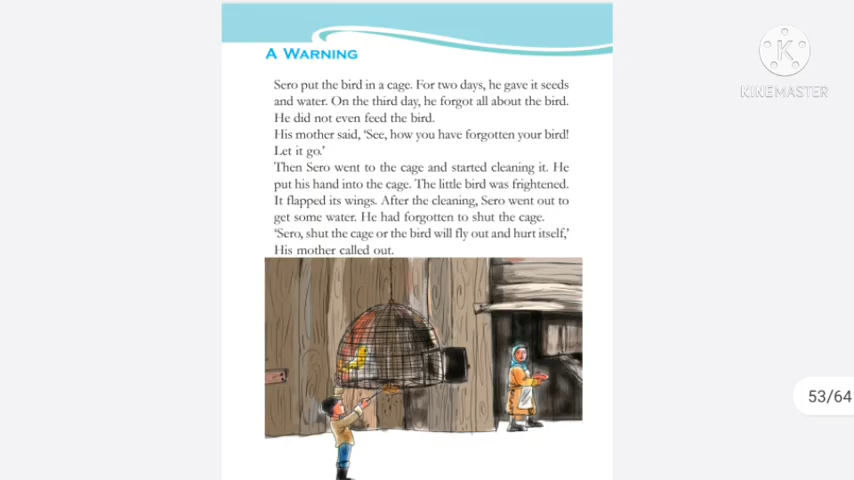 A WARNING
Sero put the bird in a cage. For two days, he gave it seeds
and water. On the third day, he forgot all about the bird.
He did not even feed the bird.
His mother said, ‘See, how you have forgotten your bird!
Let it go.’
Then Sero went to the cage and started cleaning it. He
put his hand into the cage. The little bird was frightened.
It flapped its wings. After the cleaning, Sero went out to
get some water. He had forgotten to shut the cage.
‘Sero, shut the cage or the bird will fly out and hurt itself,’
His mother called out.
K
KINEMASTER
53/64